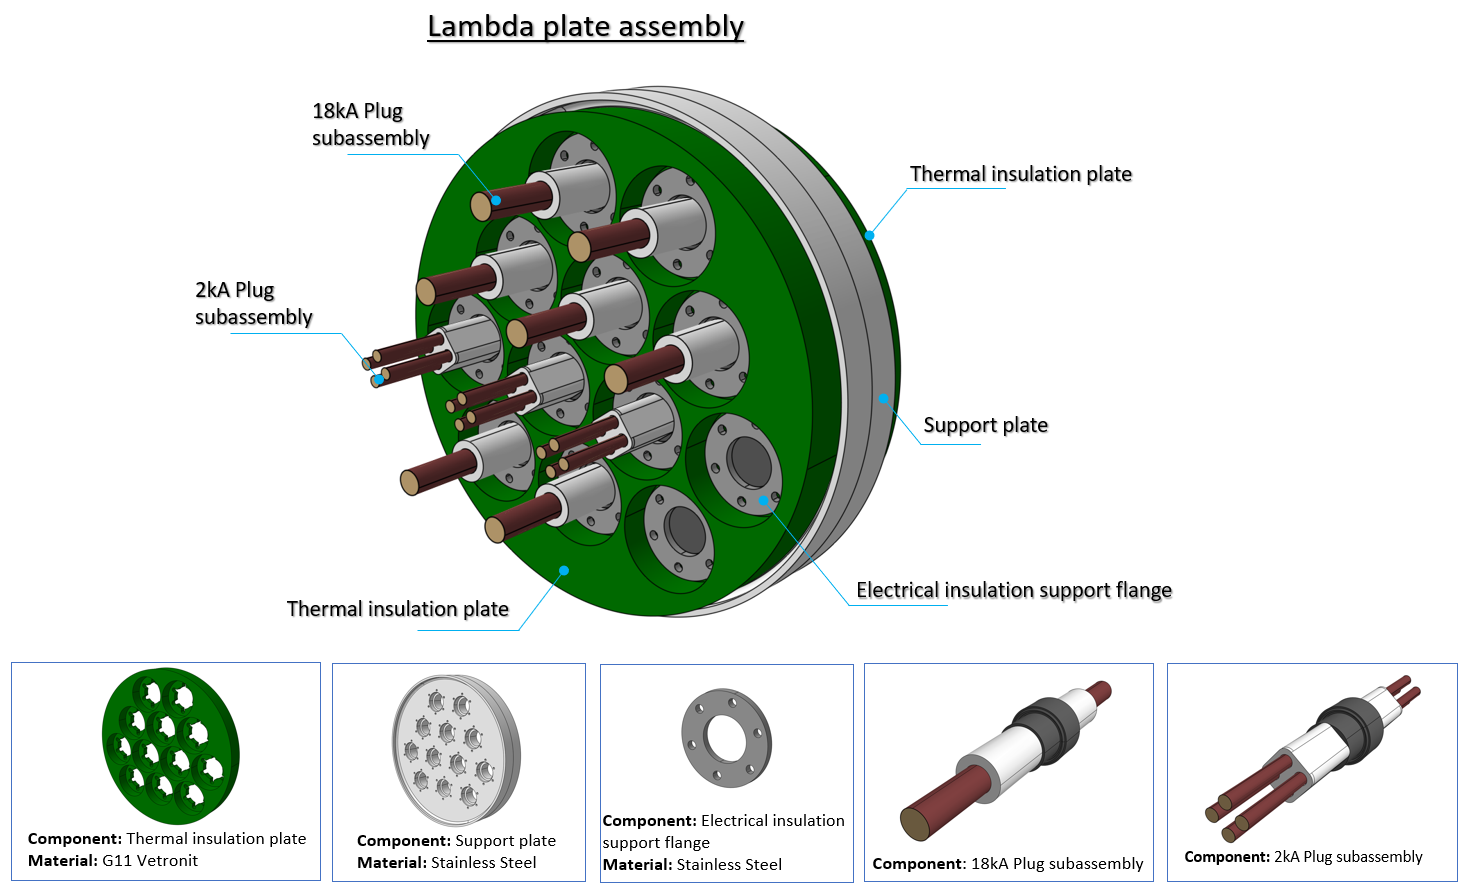 Lambda plate assembly
18kA Plug
subassembly
Thermal insulation plate
2kA Plug
subassembly
Support plate
Electrical insulation support flange
Thermal insulation plate
Component: Thermal insulation plate
Material: G11 Vetronit
Component: Support plate
Material: Stainless Steel
Component: Electrical insulation
support flange
Material: Stainless Steel
Component: 18kA Plug subassembly
Component: 2kA Plug subassembly